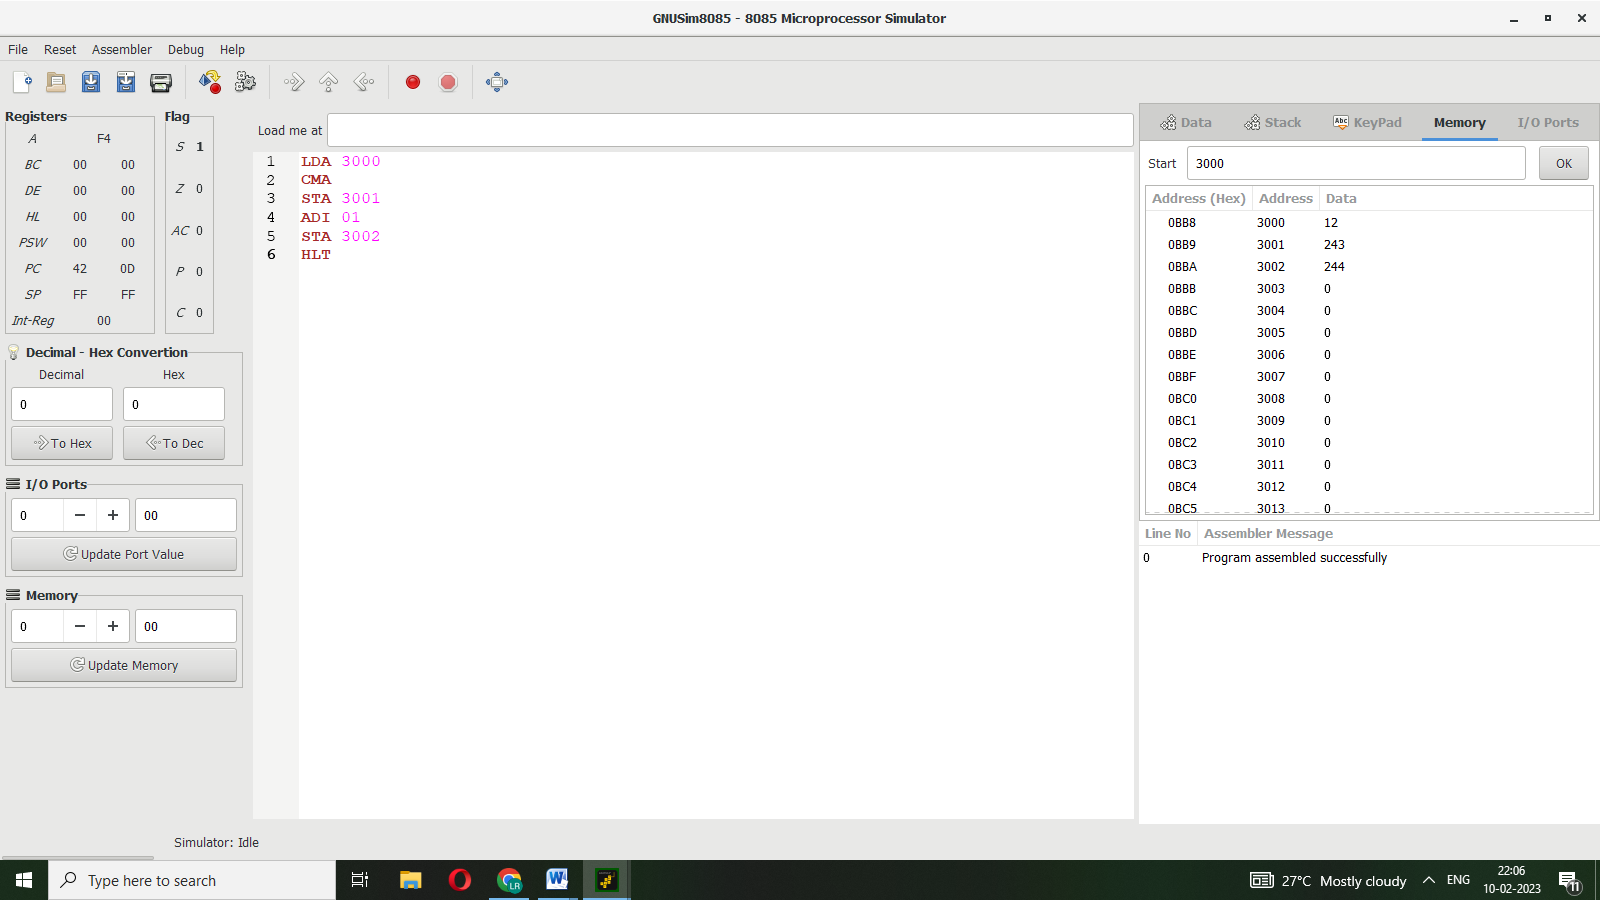 GNUSim8085 - 8085 Microprocessor Simulator
File Reset Assembler Debug Help
Registers
A F4
BC 00 00
DE 00 00
HL 00 00
PSW 00 00
PC 42 0D
SP FF FF
Int-Reg 00
Flag
S 1
Z 0
AC 0
P 0
C 0
Decimal - Hex Convertion
Decimal Hex
0 0
To Hex To Dec
I/O Ports
0 − + 00
Update Port Value
Memory
0 − + 00
Update Memory
Load me at
1 LDA 3000
2 CMA
3 STA 3001
4 ADI 01
5 STA 3002
6 HLT
Data Stack Abc KeyPad Memory I/O Ports
Start 3000 OK
Address (Hex) Address Data
0BB8 3000 12
0BB9 3001 243
0BBA 3002 244
0BBB 3003 0
0BBC 3004 0
0BBD 3005 0
0BBE 3006 0
0BBF 3007 0
0BC0 3008 0
0BC1 3009 0
0BC2 3010 0
0BC3 3011 0
0BC4 3012 0
0BC5 3013 0
Line No Assembler Message
0 Program assembled successfully
Simulator: Idle
Type here to search
LR
W
27°C Mostly cloudy
ENG
22:06
10-02-2023
11